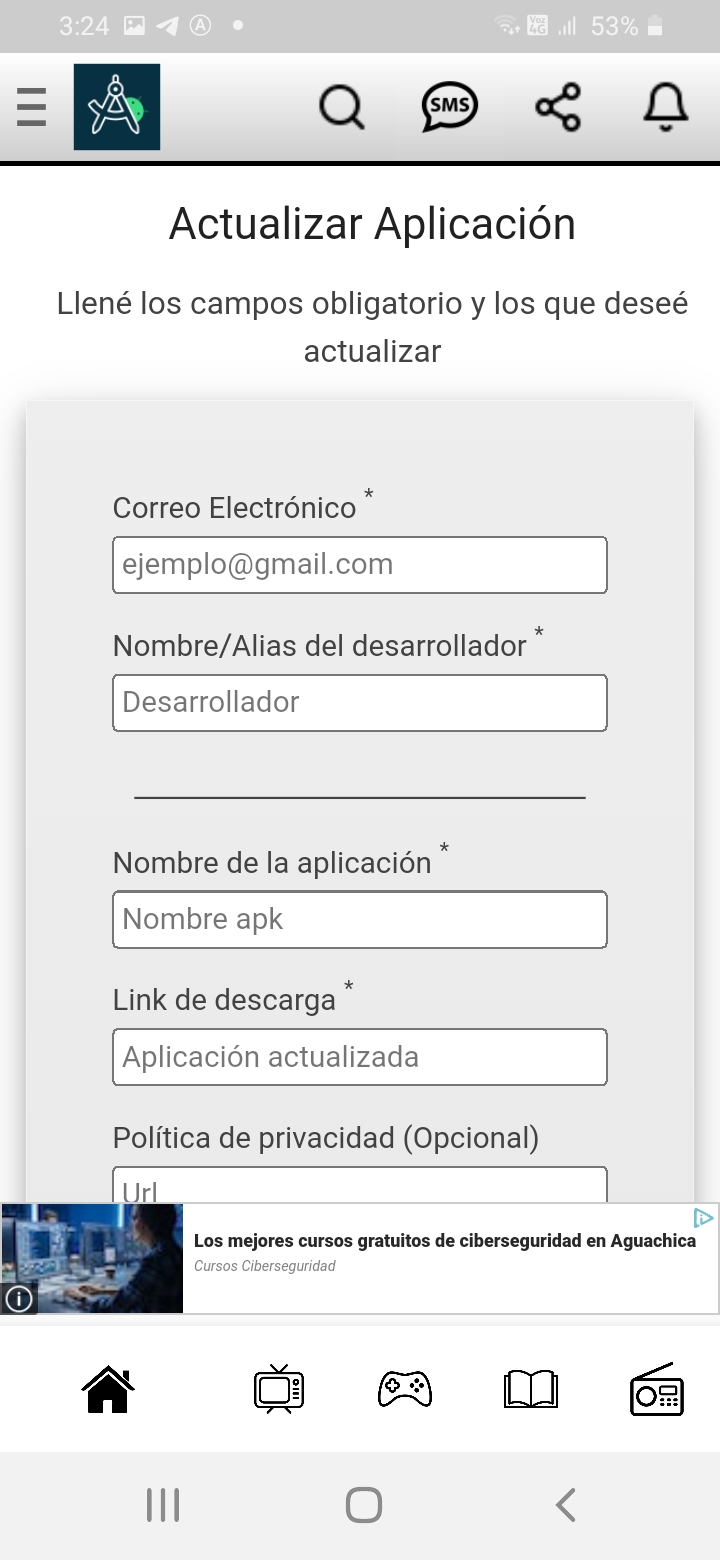 3:24
Voz
4G
53%
SMS
Actualizar Aplicación
Llené los campos obligatorio y los que deseé
actualizar
Correo Electrónico *
ejemplo@gmail.com
Nombre/Alias del desarrollador *
Desarrollador
Nombre de la aplicación *
Nombre apk
Link de descarga *
Aplicación actualizada
Política de privacidad (Opcional)
Url
Los mejores cursos gratuitos de ciberseguridad en Aguachica
Cursos Ciberseguridad